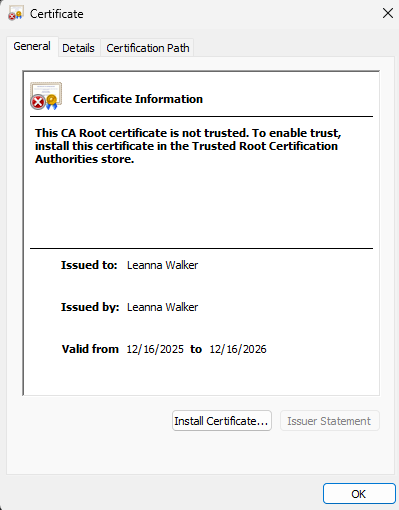 Certificate
General Details Certification Path
Certificate Information
This CA Root certificate is not trusted. To enable trust,
install this certificate in the Trusted Root Certification
Authorities store.
Issued to: Leanna Walker
Issued by: Leanna Walker
Valid from 12/16/2025 to 12/16/2026
Install Certificate... Issuer Statement
OK